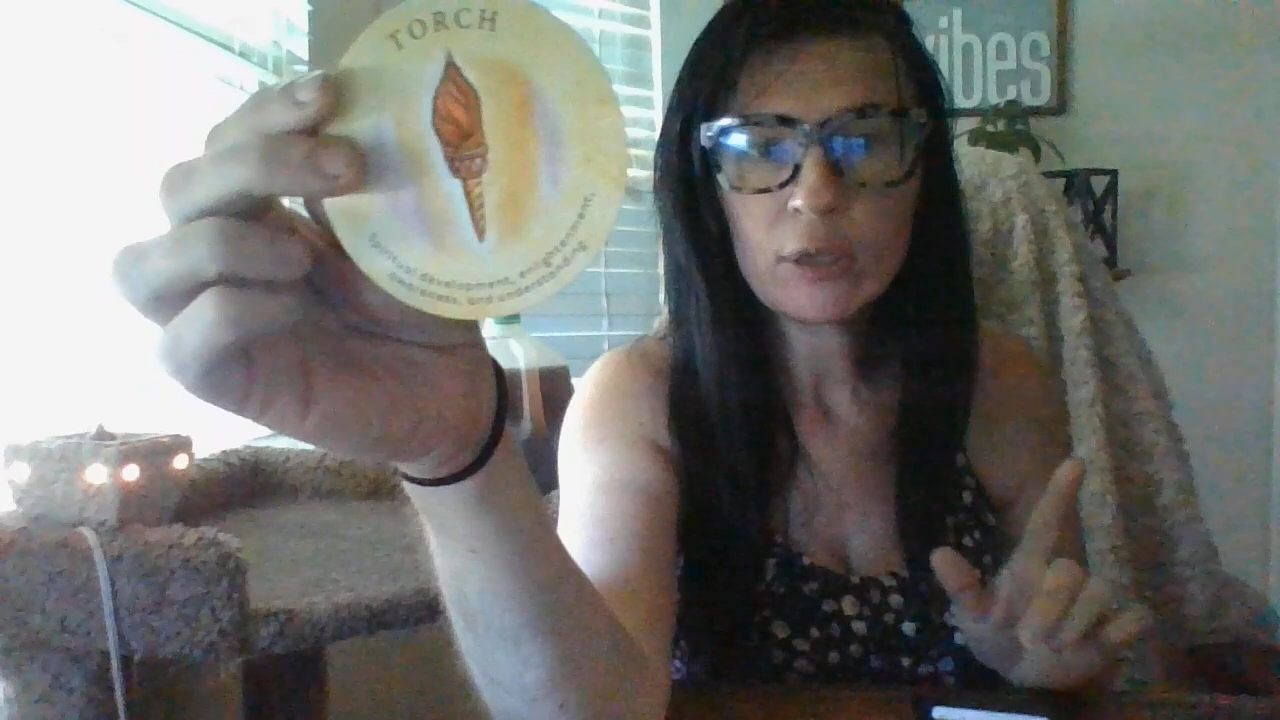 TORCH
Spiritual development, enlightenment,
awareness, and understanding
vibes